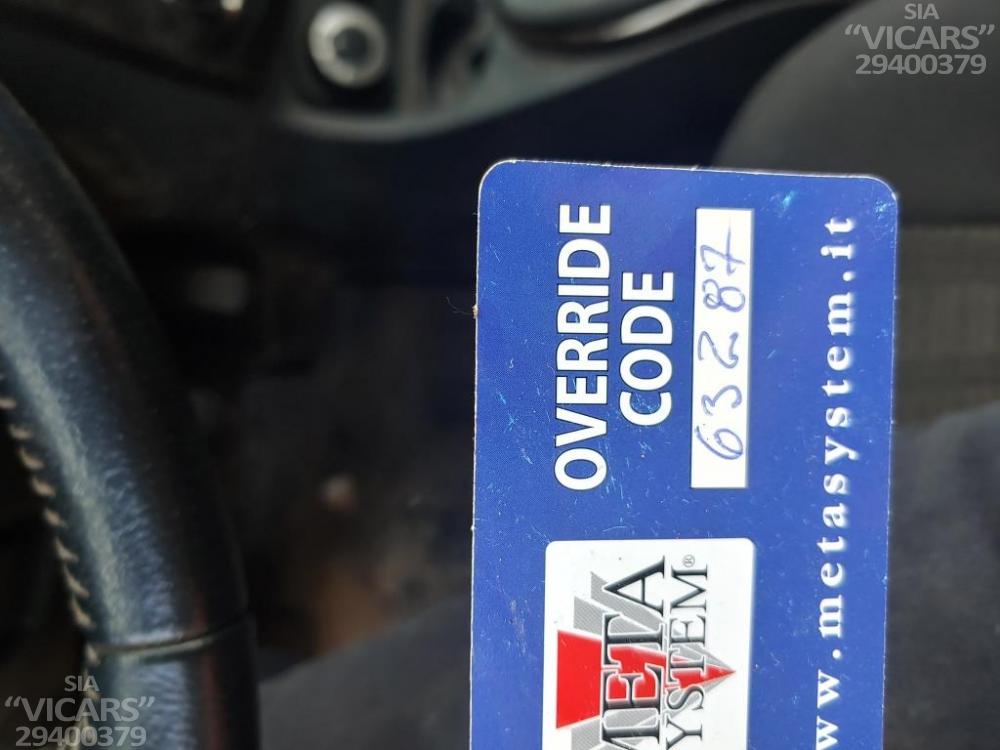 SIA
“VICARS”
29400379
OVERRIDE
CODE
63287
META
SYSTEM®
www.metasystem.it
SIA
“VICARS”
29400379